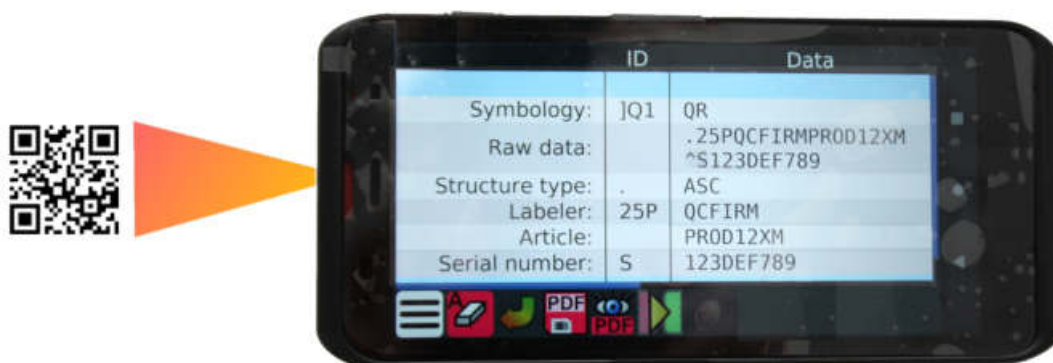 ID Data
Symbology: ]Q1 QR
Raw data: .25PQCFIRMPROD12XM
^S123DEF789
Structure type: . ASC
Labeler: 25P QCFIRM
Article: PROD12XM
Serial number: S 123DEF789
A PDF PDF